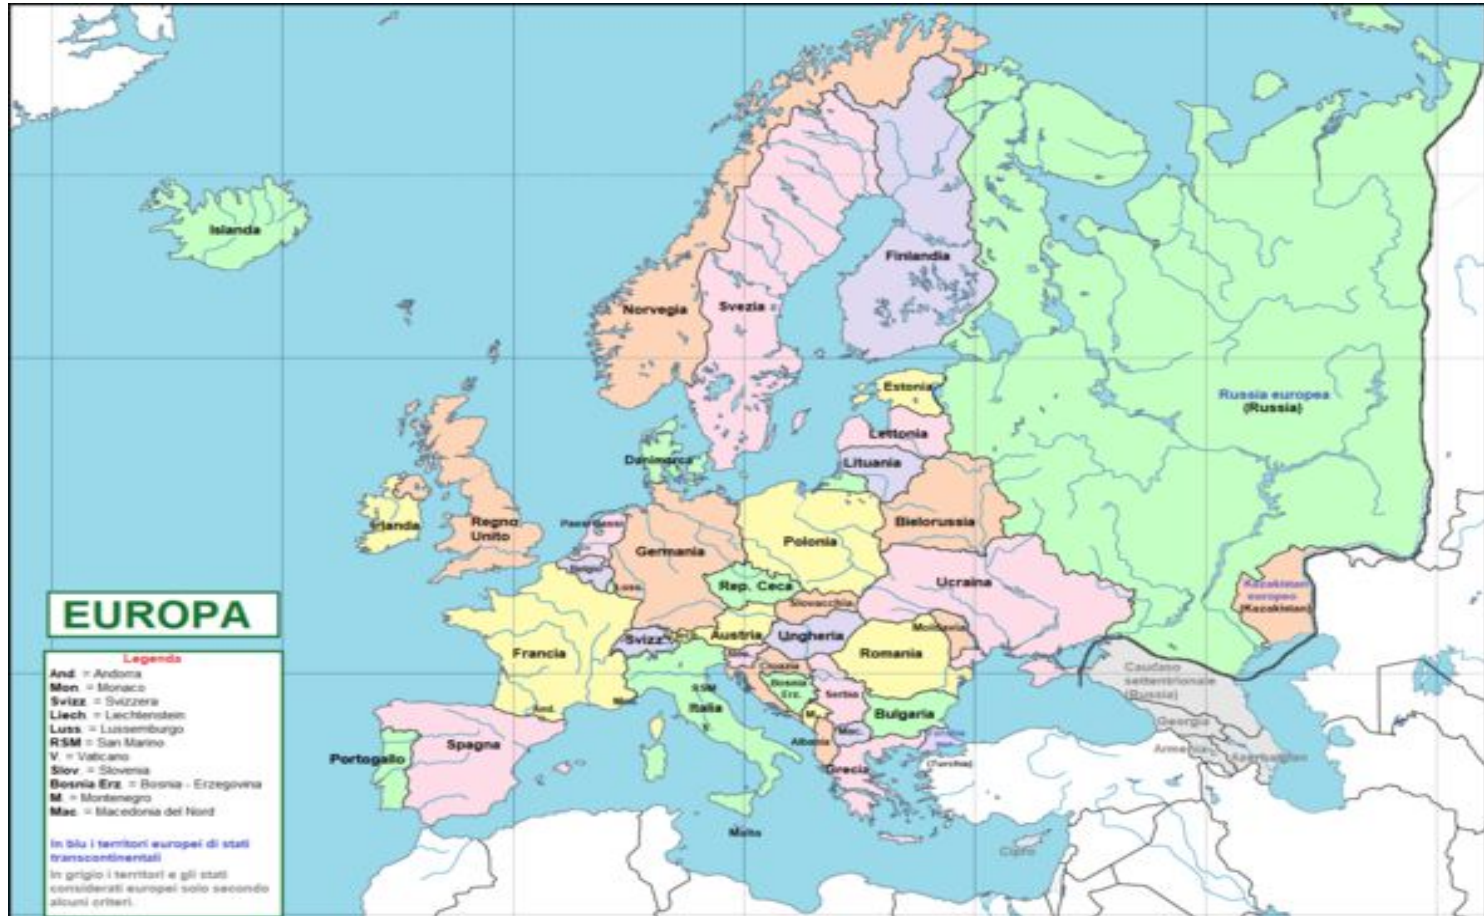 Islanda
Finlandia
Norvegia
Svezia
Estonia
Russia europea
(Russia)
Lettonia
Danimarca
Lituania
Irlanda
Regno
Unito
Paesi Bassi
Bielorussia
Germania
Polonia
Belgio
Luss.
Rep. Ceca
Ucraina
Kazakistan
europeo
(Kazakistan)
Slovacchia
Svizz.
Austria
Ungheria
Moldavia
Francia
Romania
Croazia
Caucaso
settentrionale
(Russia)
Bosnia
Erz.
Serbia
RSM
Italia
V.
And.
Bulgaria
M.
Mac.
Georgia
Spagna
Portogallo
Albania
Armenia
Azerbaigian
Grecia
(Turchia)
Malta
Cipro
EUROPA
Legenda
And. = Andorra
Mon. = Monaco
Svizz. = Svizzera
Liech. = Liechtenstein
Luss. = Lussemburgo
RSM = San Marino
V. = Vaticano
Slov. = Slovenia
Bosnia Erz. = Bosnia - Erzegovina
M. = Montenegro
Mac. = Macedonia del Nord
In blu i territori europei di stati
transcontinentali
In grigio i territori e gli stati
considerati europei solo secondo
alcuni criteri.